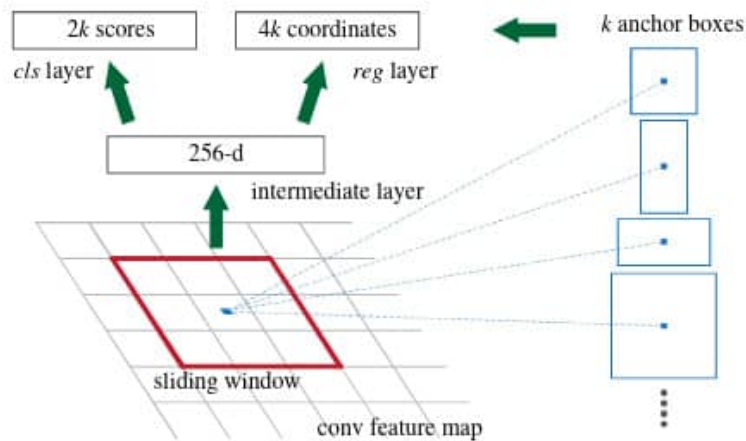 2k scores
4k coordinates
k anchor boxes
cls layer
reg layer
256-d
intermediate layer
sliding window
conv feature map